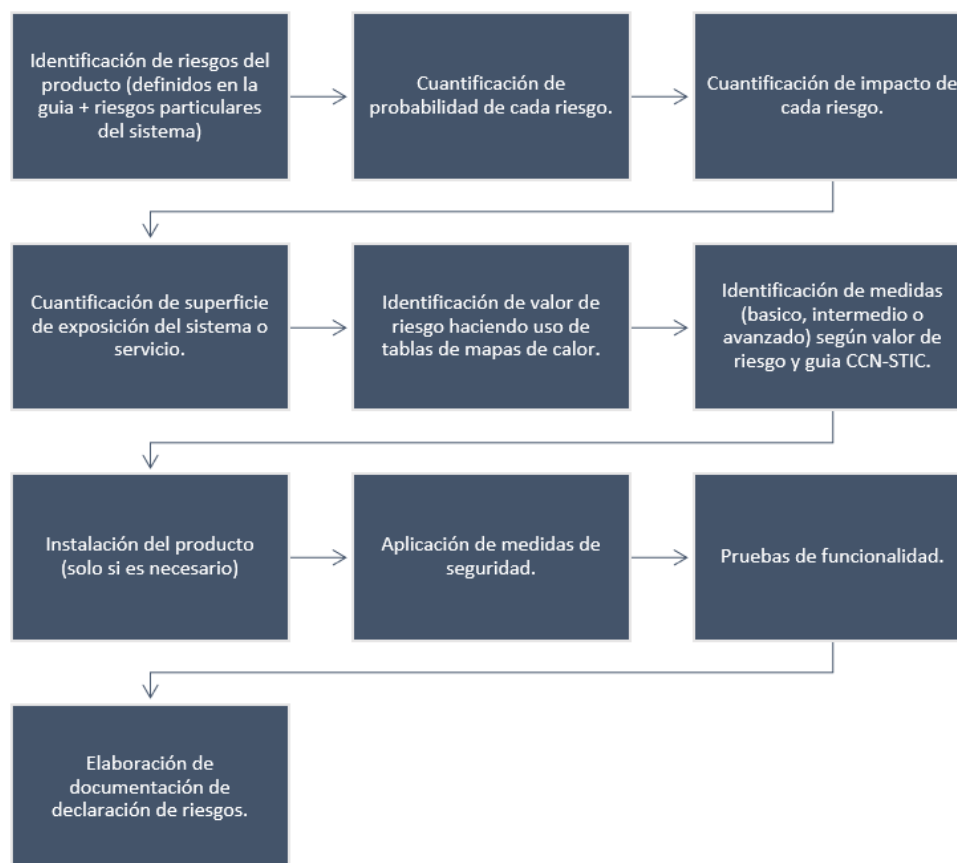 Identificación de riesgos del
producto (definidos en la
guia + riesgos particulares
del sistema)
Cuantificación de
probabilidad de cada riesgo.
Cuantificación de impacto de
cada riesgo.
Cuantificación de superficie
de exposición del sistema o
servicio.
Identificación de valor de
riesgo haciendo uso de
tablas de mapas de calor.
Identificación de medidas
(basico, intermedio o
avanzado) según valor de
riesgo y guia CCN-STIC.
Instalación del producto
(solo si es necesario)
Aplicación de medidas de
seguridad.
Pruebas de funcionalidad.
Elaboración de
documentación de
declaración de riesgos.